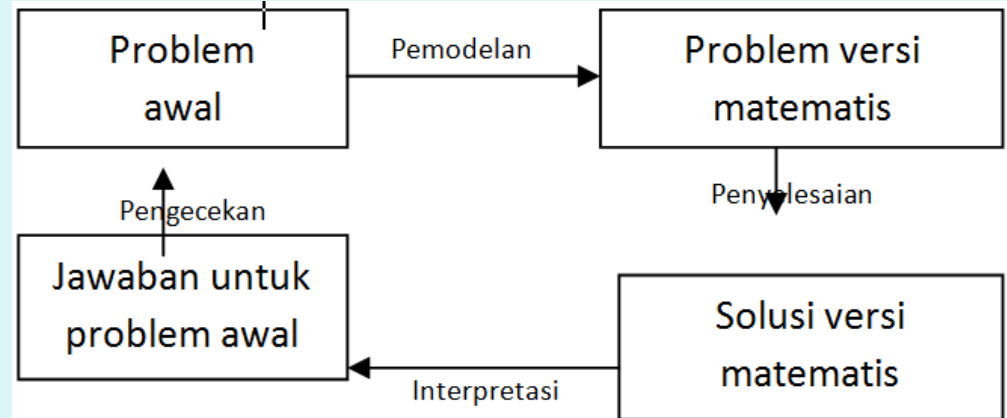 Problem
awal
Pemodelan
Problem versi
matematis
Penyelesaian
Solusi versi
matematis
Interpretasi
Jawaban untuk
problem awal
Pengecekan